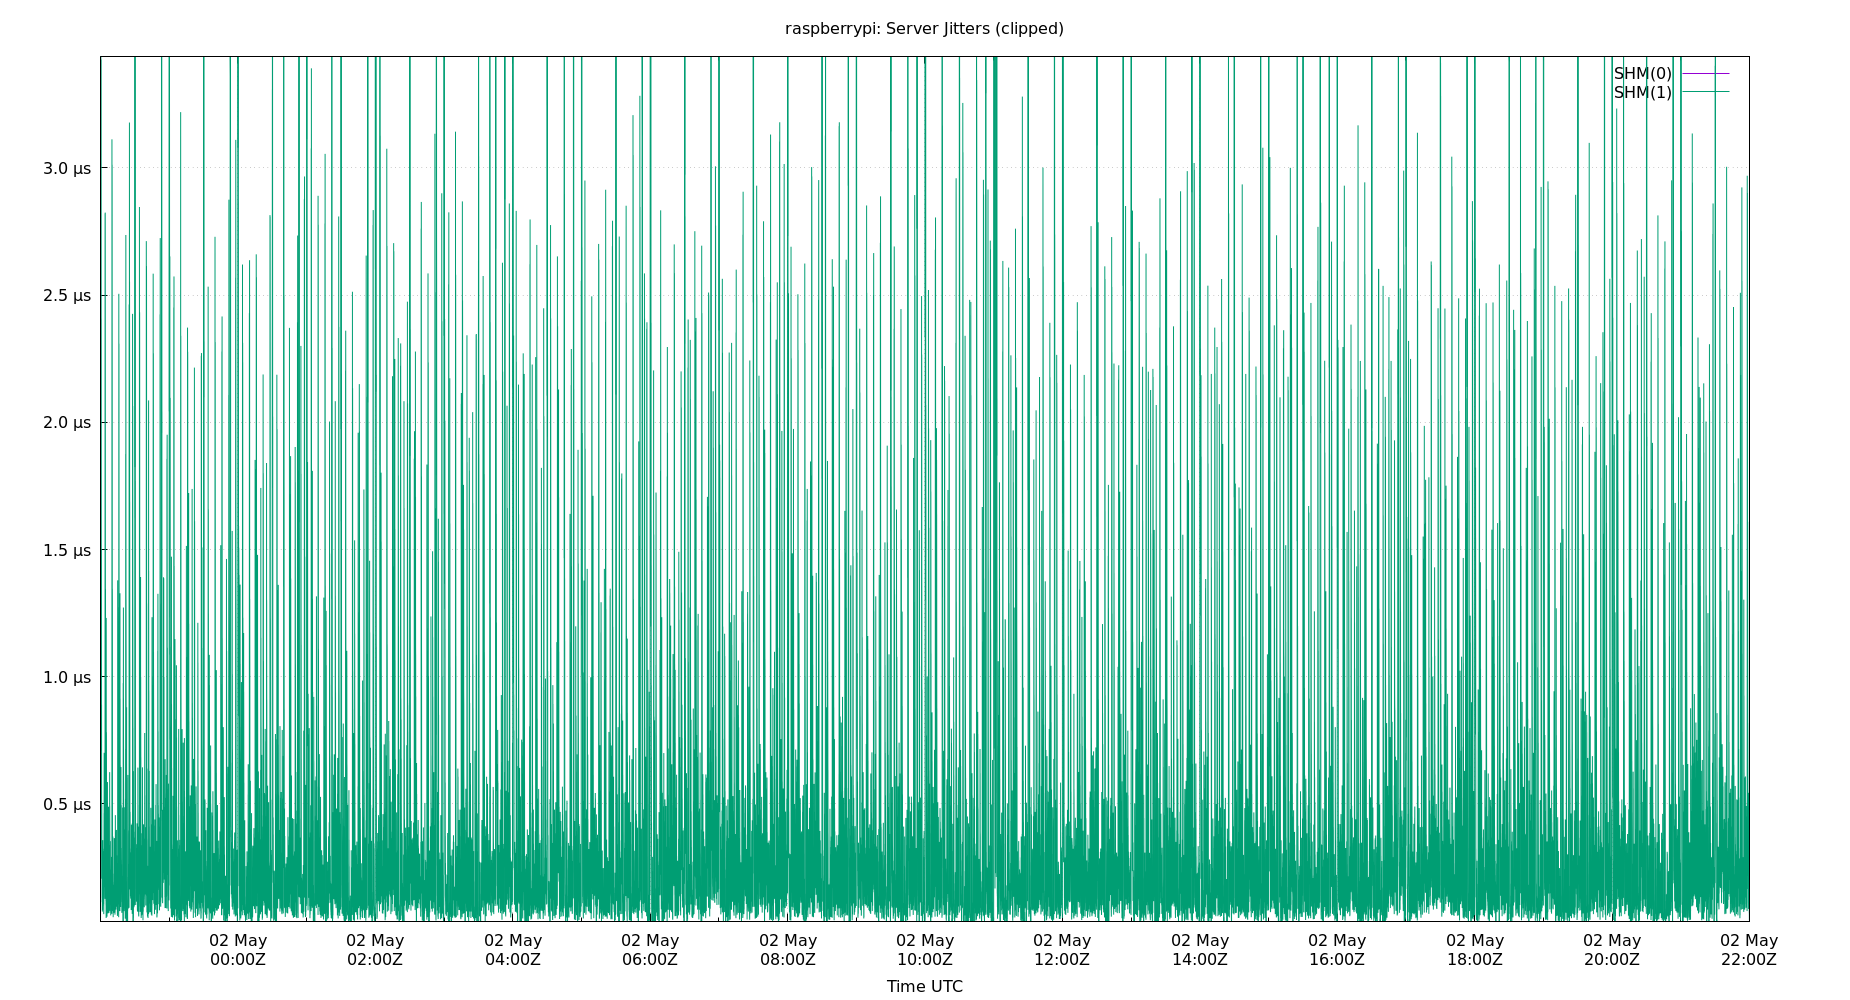 raspberrypi: Server Jitters (clipped)
SHM(0)
SHM(1)
3.0 μs
2.5 μs
2.0 μs
1.5 μs
1.0 μs
0.5 μs
02 May 02 May 02 May 02 May 02 May 02 May 02 May 02 May 02 May 02 May 02 May 02 May
00:00Z 02:00Z 04:00Z 06:00Z 08:00Z 10:00Z 12:00Z 14:00Z 16:00Z 18:00Z 20:00Z 22:00Z
Time UTC